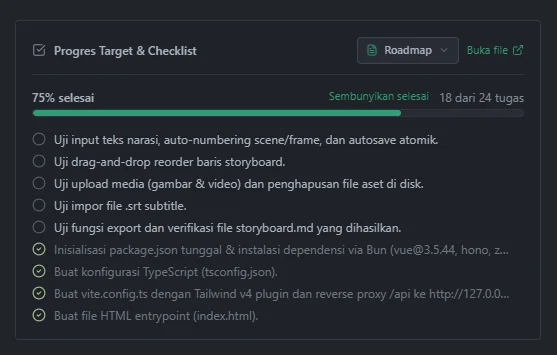 Progres Target & Checklist
Roadmap
Buka file
75% selesai
Sembunyikan selesai
18 dari 24 tugas
Uji input teks narasi, auto-numbering scene/frame, dan autosave atomik.
Uji drag-and-drop reorder baris storyboard.
Uji upload media (gambar & video) dan penghapusan file aset di disk.
Uji impor file .srt subtitle.
Uji fungsi export dan verifikasi file storyboard.md yang dihasilkan.
Inisialisasi package.json tunggal & instalasi dependensi via Bun (vue@3.5.44, hono, z...
Buat konfigurasi TypeScript (tsconfig.json).
Buat vite.config.ts dengan Tailwind v4 plugin dan reverse proxy /api ke http://127.0.0...
Buat file HTML entrypoint (index.html).